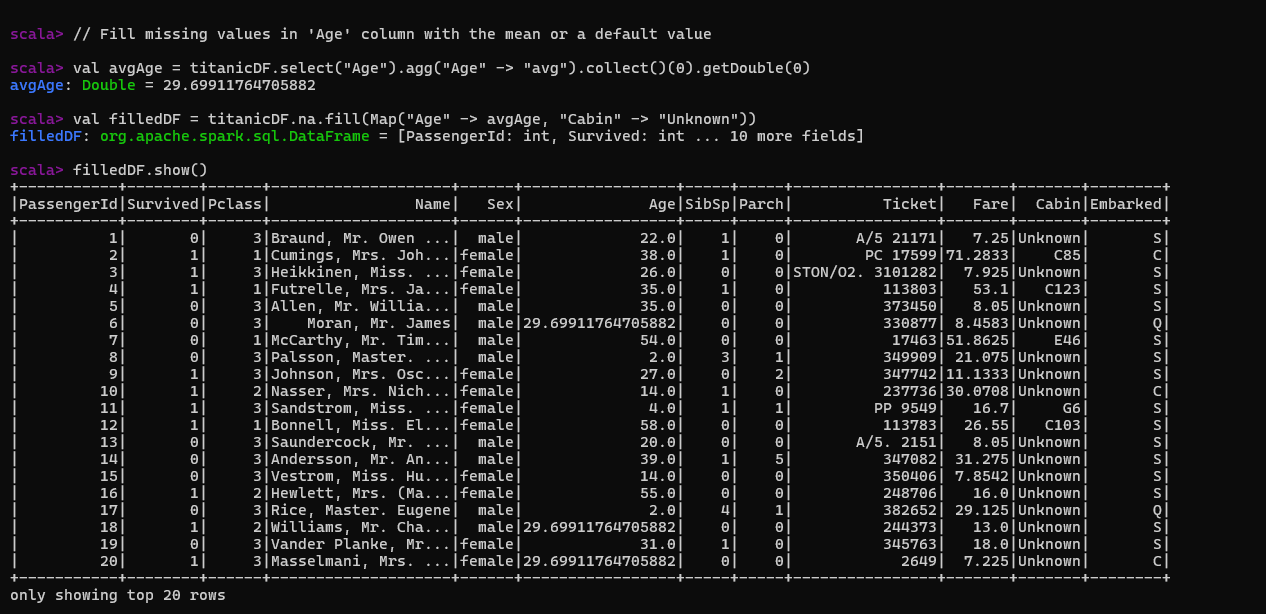 scala> // Fill missing values in 'Age' column with the mean or a default value
scala> val avgAge = titanicDF.select("Age").agg("Age" -> "avg").collect()(0).getDouble(0)
avgAge: Double = 29.69911764705882
scala> val filledDF = titanicDF.na.fill(Map("Age" -> avgAge, "Cabin" -> "Unknown"))
filledDF: org.apache.spark.sql.DataFrame = [PassengerId: int, Survived: int ... 10 more fields]
scala> filledDF.show()
+-----------+--------+------+--------------------+------+-----------------+-----+-----+----------------+-------+-------+--------+
|PassengerId|Survived|Pclass|                Name|   Sex|              Age|SibSp|Parch|          Ticket|   Fare|  Cabin|Embarked|
+-----------+--------+------+--------------------+------+-----------------+-----+-----+----------------+-------+-------+--------+
|          1|       0|     3|Braund, Mr. Owen ...|  male|             22.0|    1|    0|       A/5 21171|   7.25|Unknown|       S|
|          2|       1|     1|Cumings, Mrs. Joh...|female|             38.0|    1|    0|        PC 17599|71.2833|    C85|       C|
|          3|       1|     3|Heikkinen, Miss. ...|female|             26.0|    0|    0|STON/O2. 3101282|  7.925|Unknown|       S|
|          4|       1|     1|Futrelle, Mrs. Ja...|female|             35.0|    1|    0|          113803|   53.1|   C123|       S|
|          5|       0|     3|Allen, Mr. Willia...|  male|             35.0|    0|    0|          373450|   8.05|Unknown|       S|
|          6|       0|     3|    Moran, Mr. James|  male|29.69911764705882|    0|    0|          330877| 8.4583|Unknown|       Q|
|          7|       0|     1|McCarthy, Mr. Tim...|  male|             54.0|    0|    0|           17463|51.8625|    E46|       S|
|          8|       0|     3|Palsson, Master. ...|  male|              2.0|    3|    1|          349909| 21.075|Unknown|       S|
|          9|       1|     3|Johnson, Mrs. Osc...|female|             27.0|    0|    2|          347742|11.1333|Unknown|       S|
|         10|       1|     2|Nasser, Mrs. Nich...|female|             14.0|    1|    0|          237736|30.0708|Unknown|       C|
|         11|       1|     3|Sandstrom, Miss. ...|female|              4.0|    1|    1|         PP 9549|   16.7|     G6|       S|
|         12|       1|     1|Bonnell, Miss. El...|female|             58.0|    0|    0|          113783|  26.55|   C103|       S|
|         13|       0|     3|Saundercock, Mr. ...|  male|             20.0|    0|    0|       A/5. 2151|   8.05|Unknown|       S|
|         14|       0|     3|Andersson, Mr. An...|  male|             39.0|    1|    5|          347082| 31.275|Unknown|       S|
|         15|       0|     3|Vestrom, Miss. Hu...|female|             14.0|    0|    0|          350406| 7.8542|Unknown|       S|
|         16|       1|     2|Hewlett, Mrs. (Ma...|female|             55.0|    0|    0|          248706|   16.0|Unknown|       S|
|         17|       0|     3|Rice, Master. Eugene|  male|              2.0|    4|    1|          382652| 29.125|Unknown|       Q|
|         18|       1|     2|Williams, Mr. Cha...|  male|29.69911764705882|    0|    0|          244373|   13.0|Unknown|       S|
|         19|       0|     3|Vander Planke, Mr...|female|             31.0|    1|    0|          345763|   18.0|Unknown|       S|
|         20|       1|     3|Masselmani, Mrs. ...|female|29.69911764705882|    0|    0|            2649|  7.225|Unknown|       C|
+-----------+--------+------+--------------------+------+-----------------+-----+-----+----------------+-------+-------+--------+
only showing top 20 rows